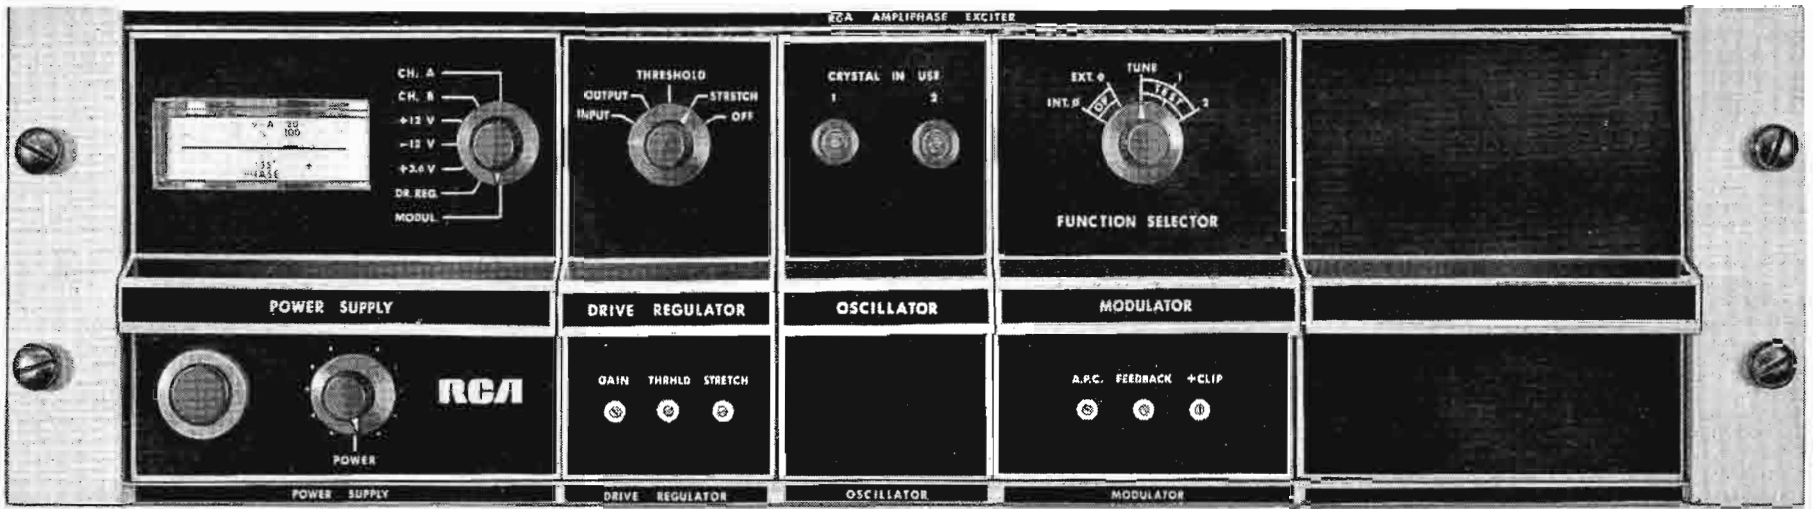 RCA AMPLIPHASE EXCITER
CH. A
CH. B
+12 V
-12 V
+3.6 V
DR. REG.
MODUL.
20
100
THRESHOLD
OUTPUT
STRETCH
INPUT
OFF
CRYSTAL IN USE
1 2
TUNE
EXT. Ø
INT. Ø
OP
TEST
1
2
FUNCTION SELECTOR
POWER SUPPLY
DRIVE REGULATOR
OSCILLATOR
MODULATOR
RCA
POWER
GAIN THRHLD STRETCH
A.P.C. FEEDBACK +CLIP
POWER SUPPLY
DRIVE REGULATOR
OSCILLATOR
MODULATOR